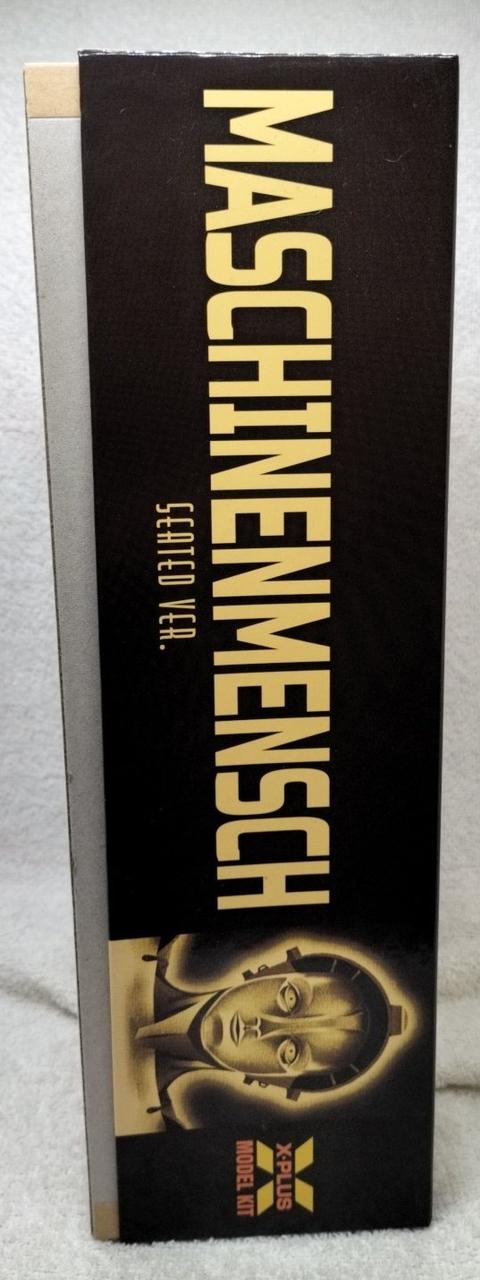 MASCHINENMENSCH
SEATED VER.
X-PLUS
MODEL KIT